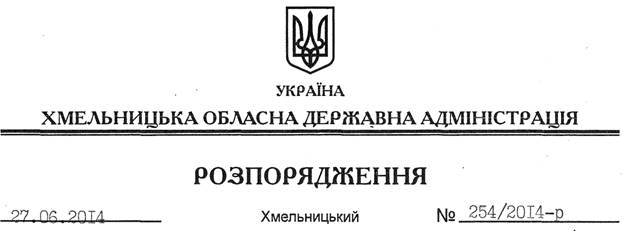 УКРАЇНА
ХМЕЛЬНИЦЬКА ОБЛАСНА ДЕРЖАВНА АДМІНІСТРАЦІЯ
РОЗПОРЯДЖЕННЯ
27.06.2014 Хмельницький № 254/2014-р